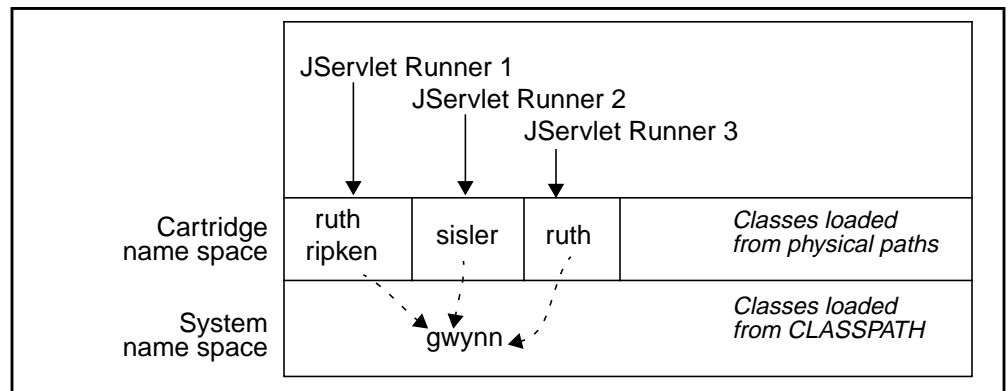 JServlet Runner 1
JServlet Runner 2
JServlet Runner 3
Cartridge
name space
ruth
ripken
sisler
ruth
Classes loaded
from physical paths
System
name space
gwynn
Classes loaded
from CLASSPATH